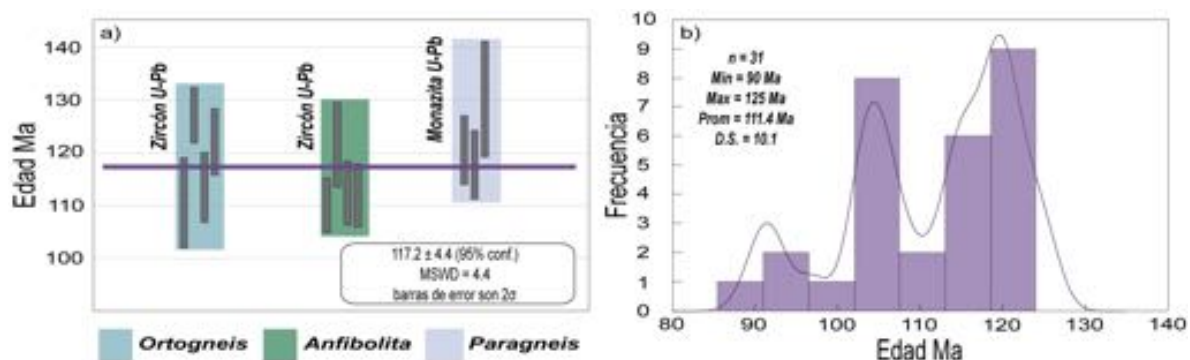 a)
Edad Ma
140
130
120
110
100
Zircón U-Pb
Zircón U-Pb
Monazita U-Pb
117.2 ± 4.4 (95% conf.)
MSWD = 4.4
barras de error son 2σ
Ortogneis
Anfibolita
Paragneis
b)
Frecuencia
10
9
8
7
6
5
4
3
2
1
0
n = 31
Min = 90 Ma
Max = 125 Ma
Prom = 111.4 Ma
D.S. = 10.1
80 90 100 110 120 130 140
Edad Ma